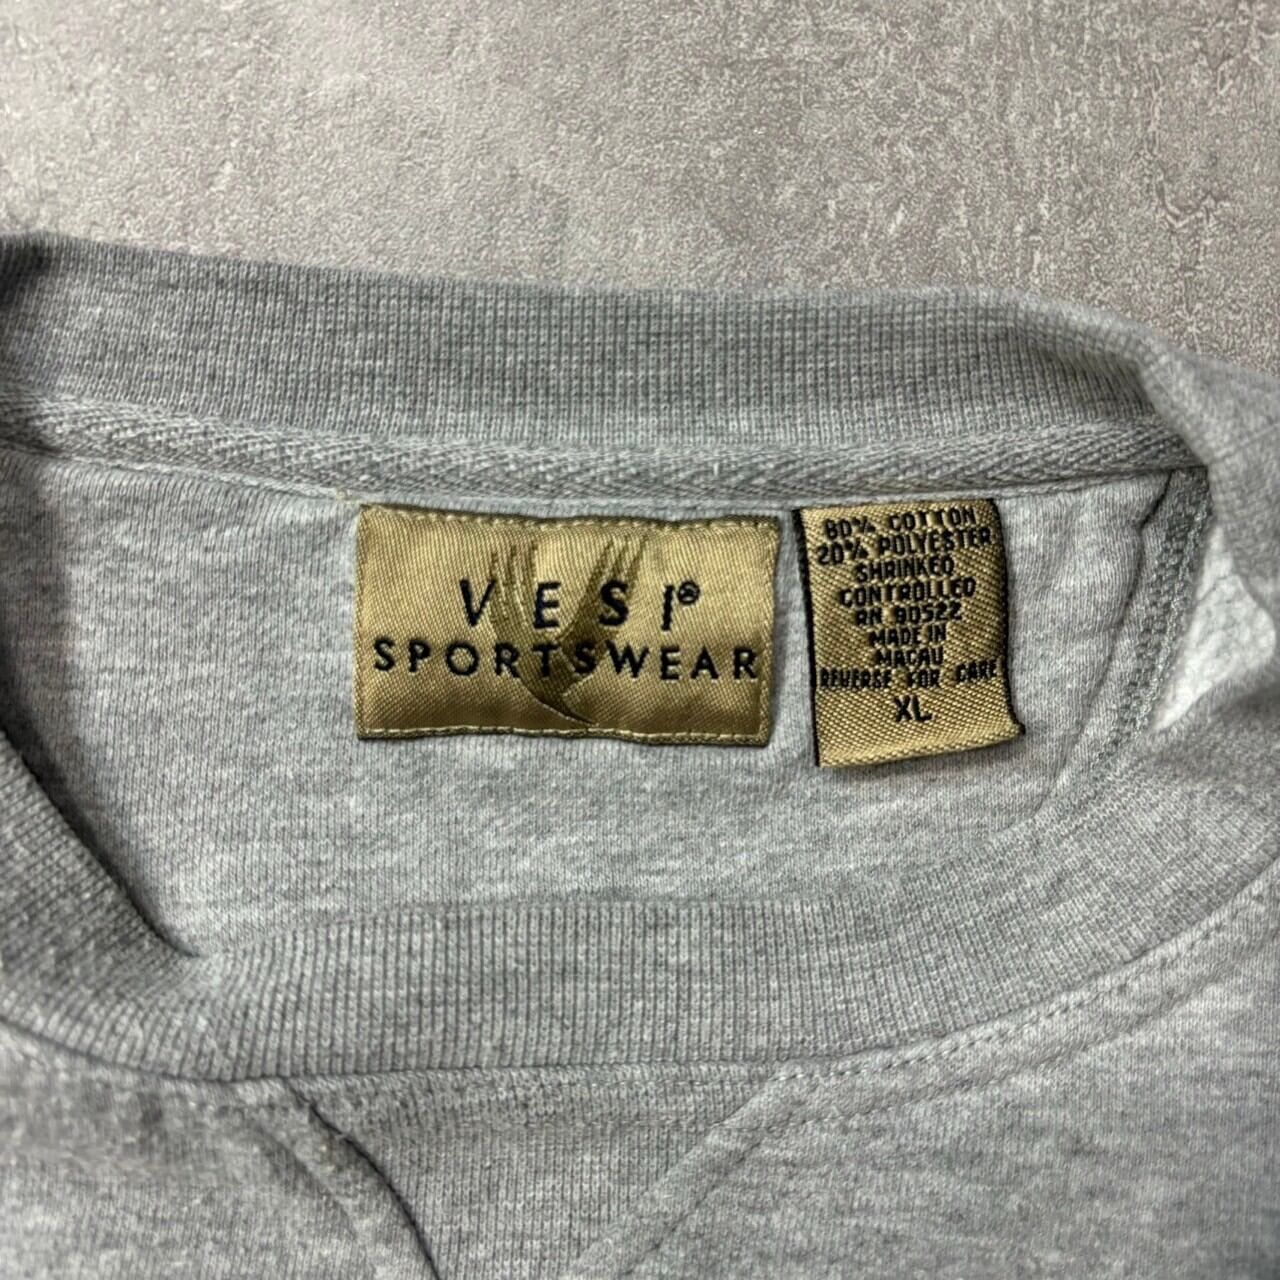 VESI®
SPORTSWEAR
80% COTTON
20% POLYESTER
SHRINKED
CONTROLLED
RN 90522
MADE IN
MACAU
REVERSE FOR CARE
XL